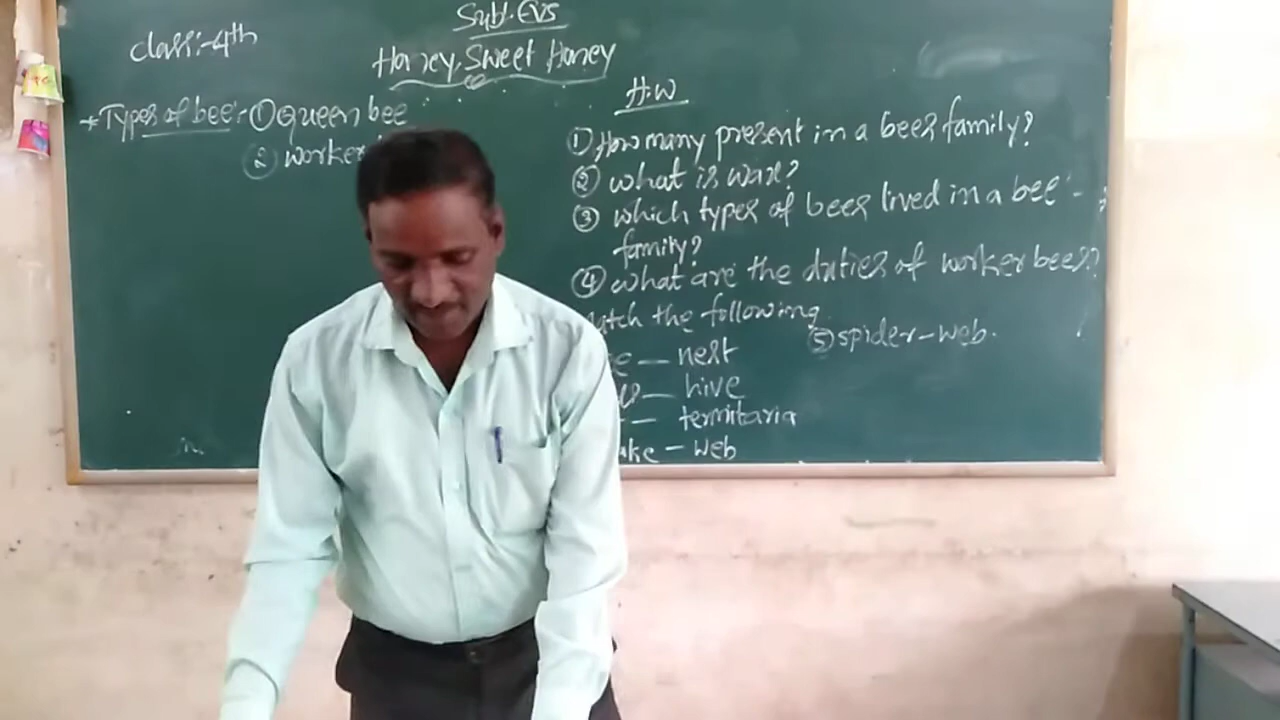 Sub:-Evs
class:-4th
Honey Sweet Honey
* Types of bee:- ① Queen bee
② worker
H.W
① How many present in a bees family?
② what is wax?
③ which types of bees lived in a bee -
family?
④ what are the duties of worker bees?
the following
⑤ spider-web.
— nest
— hive
— termitaria
— web